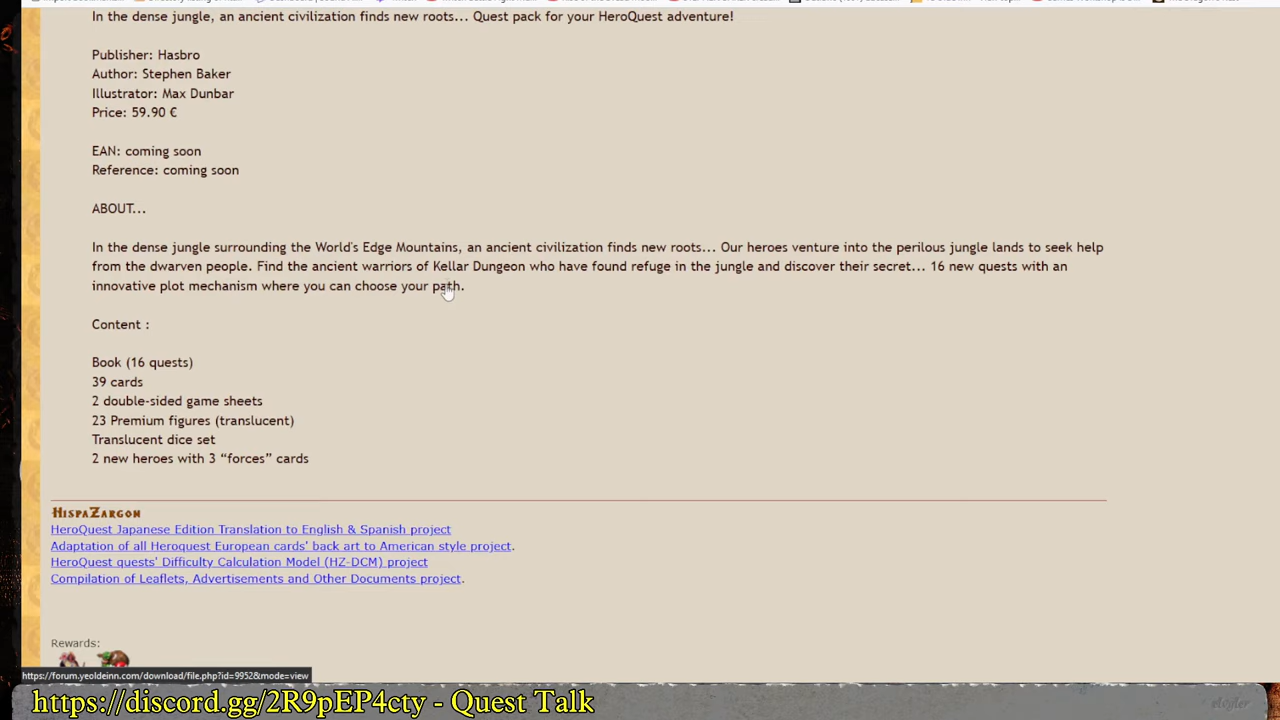 In the dense jungle, an ancient civilization finds new roots... Quest pack for your HeroQuest adventure!
Publisher: Hasbro
Author: Stephen Baker
Illustrator: Max Dunbar
Price: 59.90 €
EAN: coming soon
Reference: coming soon
ABOUT...
In the dense jungle surrounding the World's Edge Mountains, an ancient civilization finds new roots... Our heroes venture into the perilous jungle lands to seek help
from the dwarven people. Find the ancient warriors of Kellar Dungeon who have found refuge in the jungle and discover their secret... 16 new quests with an
innovative plot mechanism where you can choose your path.
Content :
Book (16 quests)
39 cards
2 double-sided game sheets
23 Premium figures (translucent)
Translucent dice set
2 new heroes with 3 “forces” cards
HISPAZARGON
HeroQuest Japanese Edition Translation to English & Spanish project
Adaptation of all Heroquest European cards' back art to American style project.
HeroQuest quests' Difficulty Calculation Model (HZ-DCM) project
Compilation of Leaflets, Advertisements and Other Documents project.
Rewards:
https://forum.yeoldeinn.com/download/file.php?id=9952&mode=view
https://discord.gg/2R9pEP4cty - Quest Talk